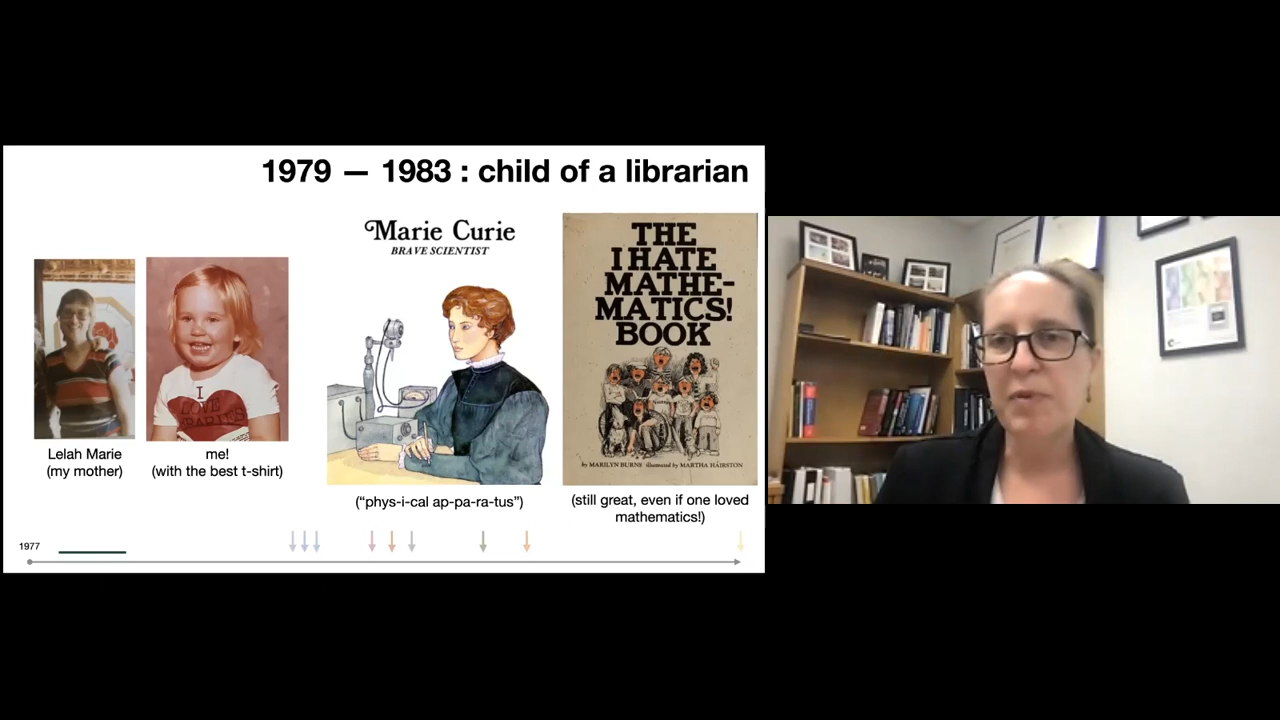 1979 — 1983 : child of a librarian
Marie Curie
BRAVE SCIENTIST
THE
I HATE
MATHE-
MATICS!
BOOK
by MARILYN BURNS illustrated by MARTHA HAIRSTON
I
LOVE
Lelah Marie
(my mother)
me!
(with the best t-shirt)
(“phys-i-cal ap-pa-ra-tus”)
(still great, even if one loved
mathematics!)
1977